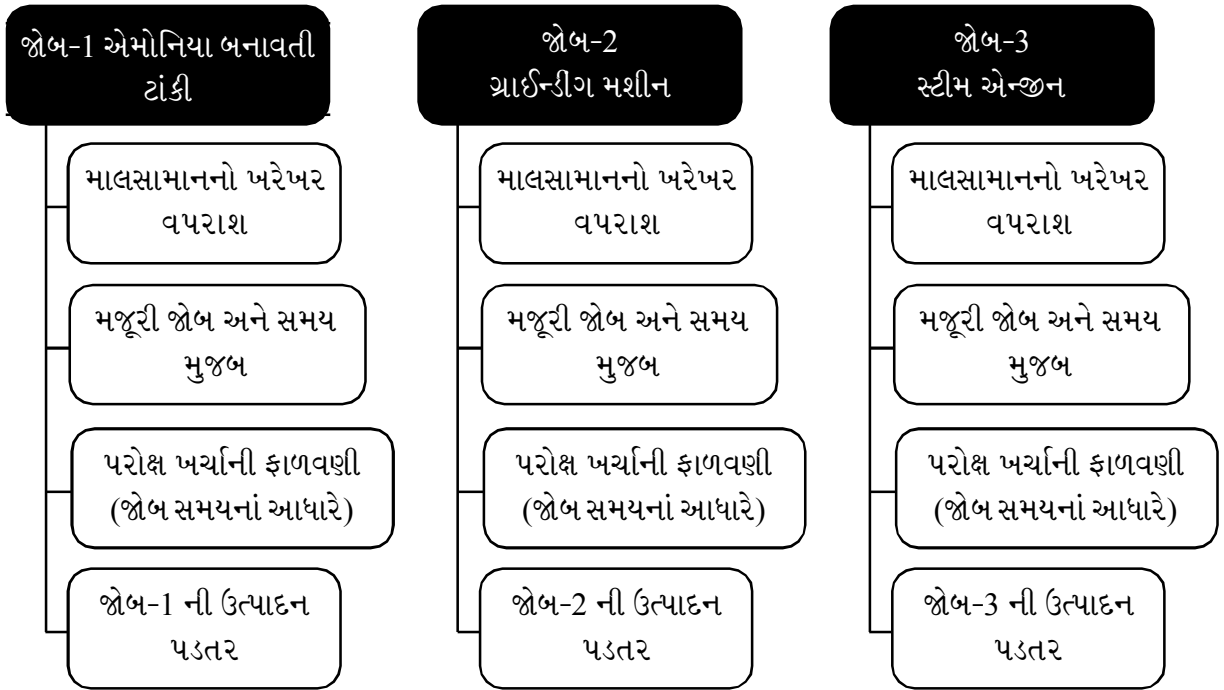 જોબ-1 એમોનિયા બનાવતી
ટાંકી
માલસામાનનો ખરેખર
વપરાશ
મજૂરી જોબ અને સમય
મુજબ
પરોક્ષ ખર્ચાની ફાળવણી
(જોબ સમયનાં આધારે)
જોબ-1 ની ઉત્પાદન
પડતર
જોબ-2
ગ્રાઈન્ડીંગ મશીન
માલસામાનનો ખરેખર
વપરાશ
મજૂરી જોબ અને સમય
મુજબ
પરોક્ષ ખર્ચાની ફાળવણી
(જોબ સમયનાં આધારે)
જોબ-2 ની ઉત્પાદન
પડતર
જોબ-3
સ્ટીમ એન્જીન
માલસામાનનો ખરેખર
વપરાશ
મજૂરી જોબ અને સમય
મુજબ
પરોક્ષ ખર્ચાની ફાળવણી
(જોબ સમયનાં આધારે)
જોબ-3 ની ઉત્પાદન
પડતર